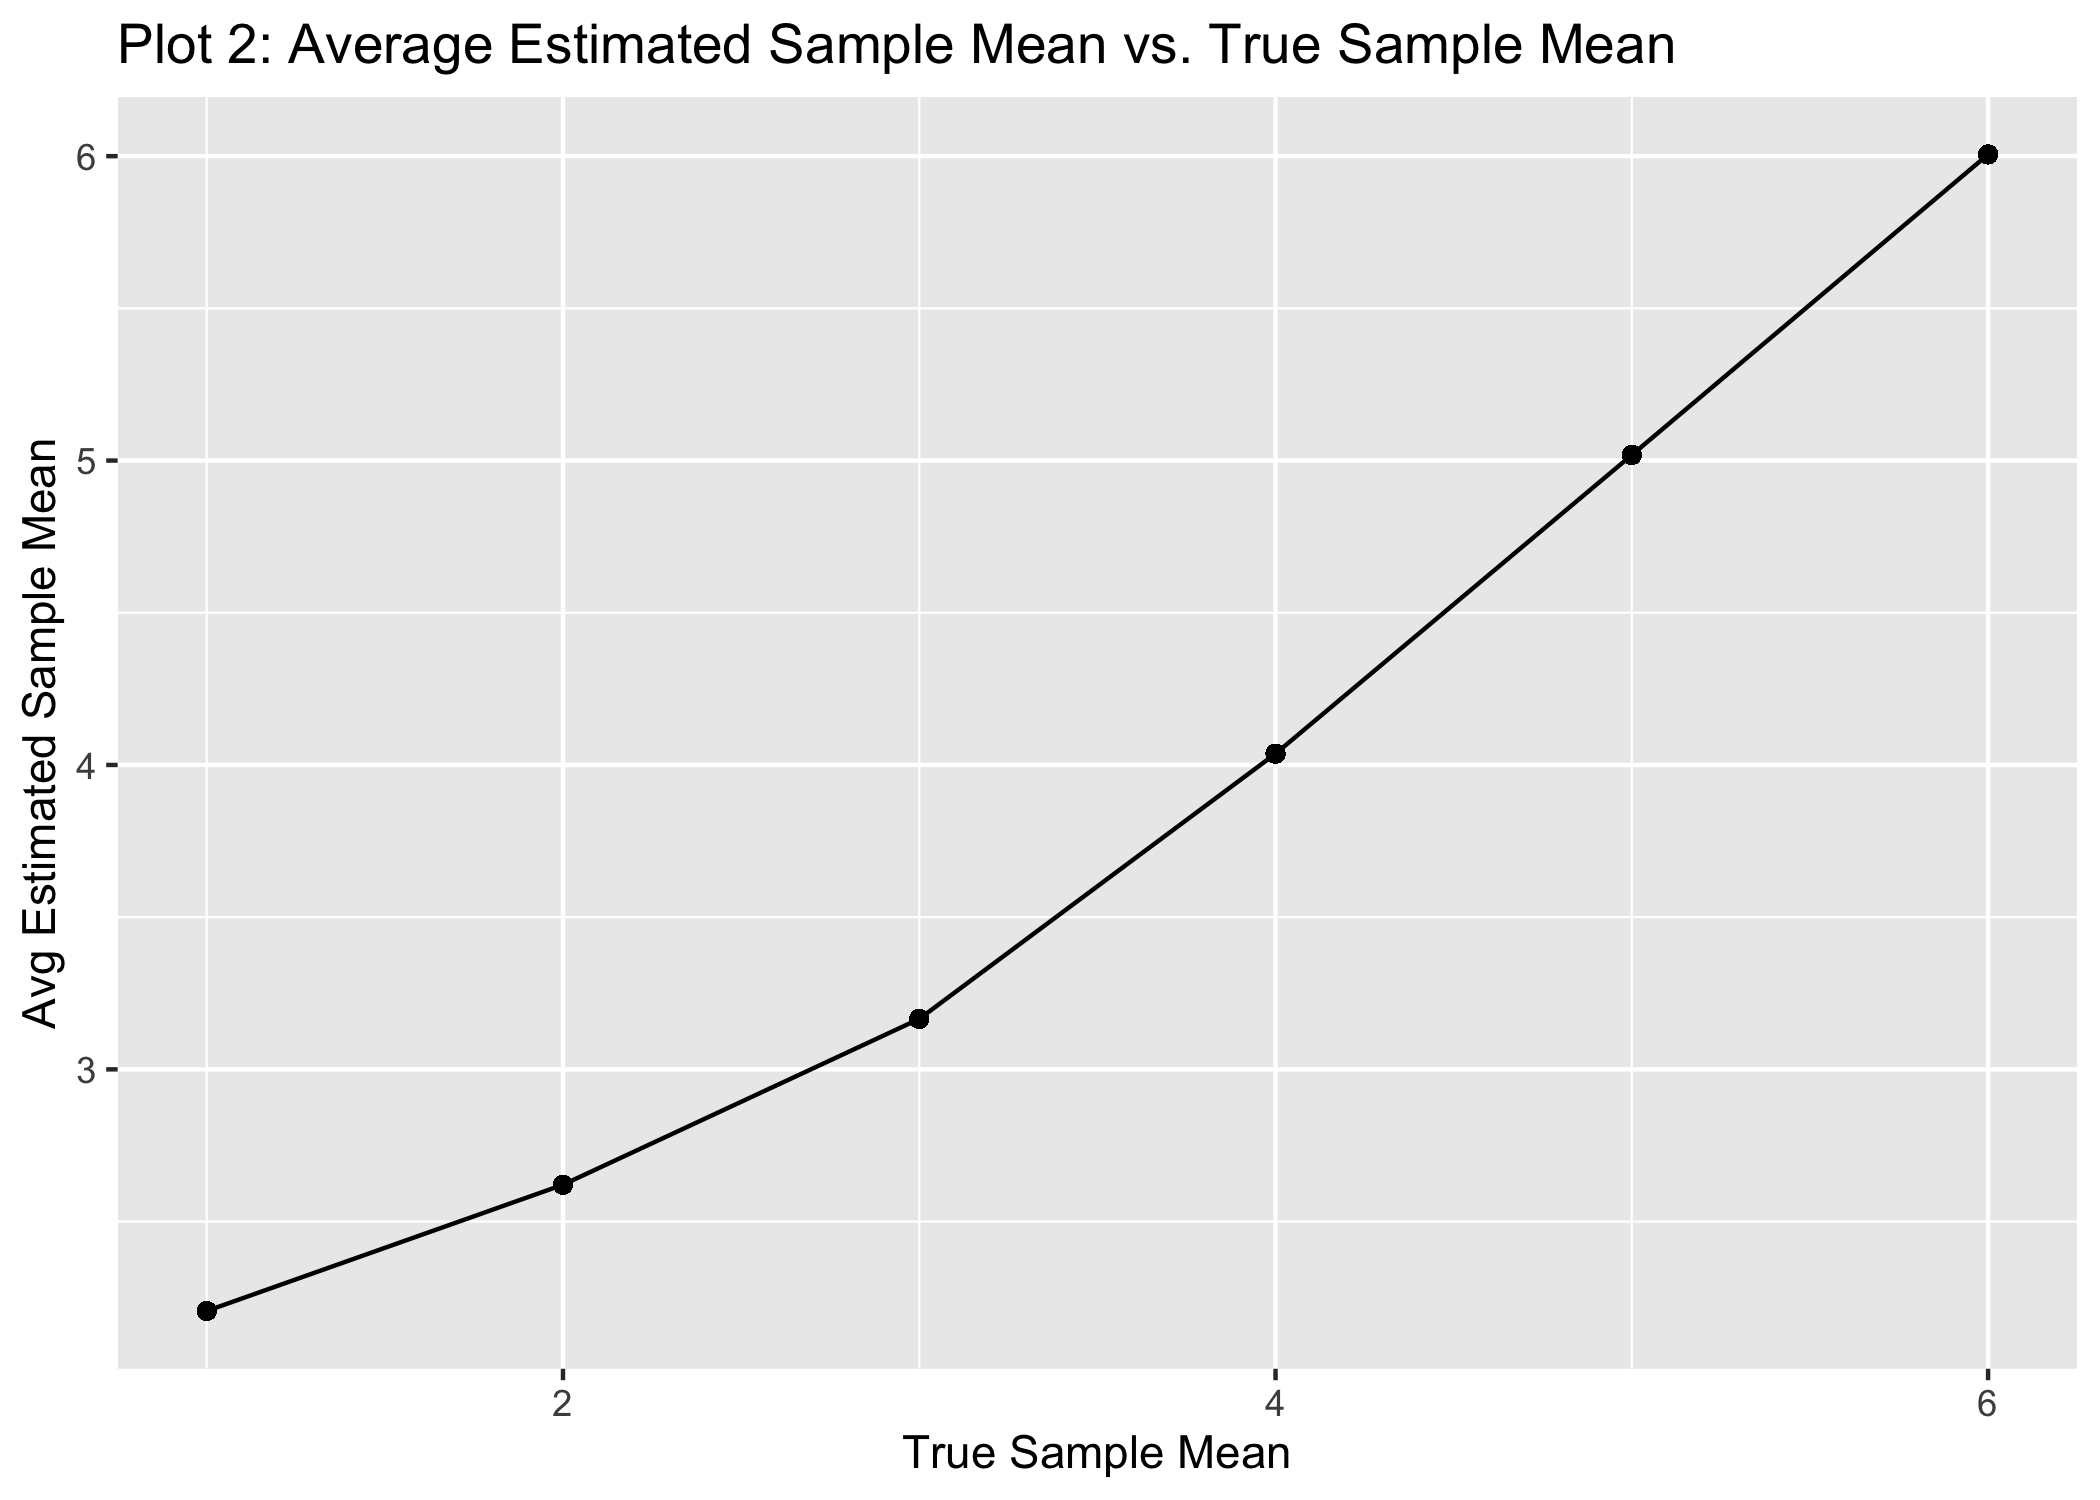 Plot 2: Average Estimated Sample Mean vs. True Sample Mean
Avg Estimated Sample Mean
6
5
4
3
2 4 6
True Sample Mean